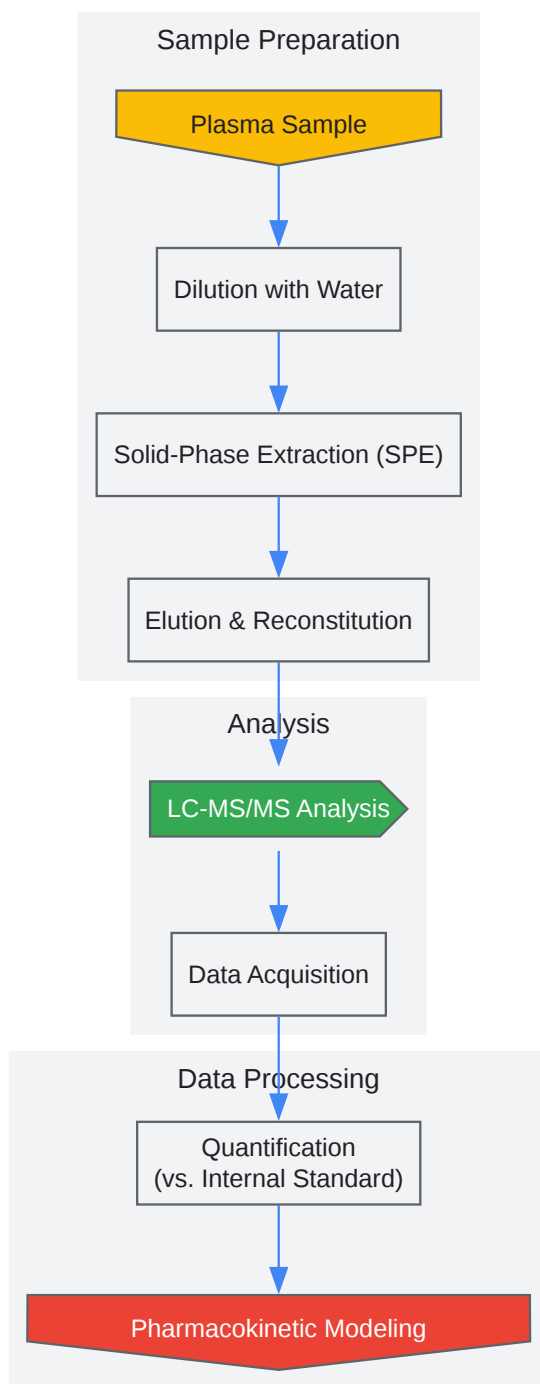 Sample Preparation
Plasma Sample
Dilution with Water
Solid-Phase Extraction (SPE)
Elution & Reconstitution
Analysis
LC-MS/MS Analysis
Data Acquisition
Data Processing
Quantification
(vs. Internal Standard)
Pharmacokinetic Modeling